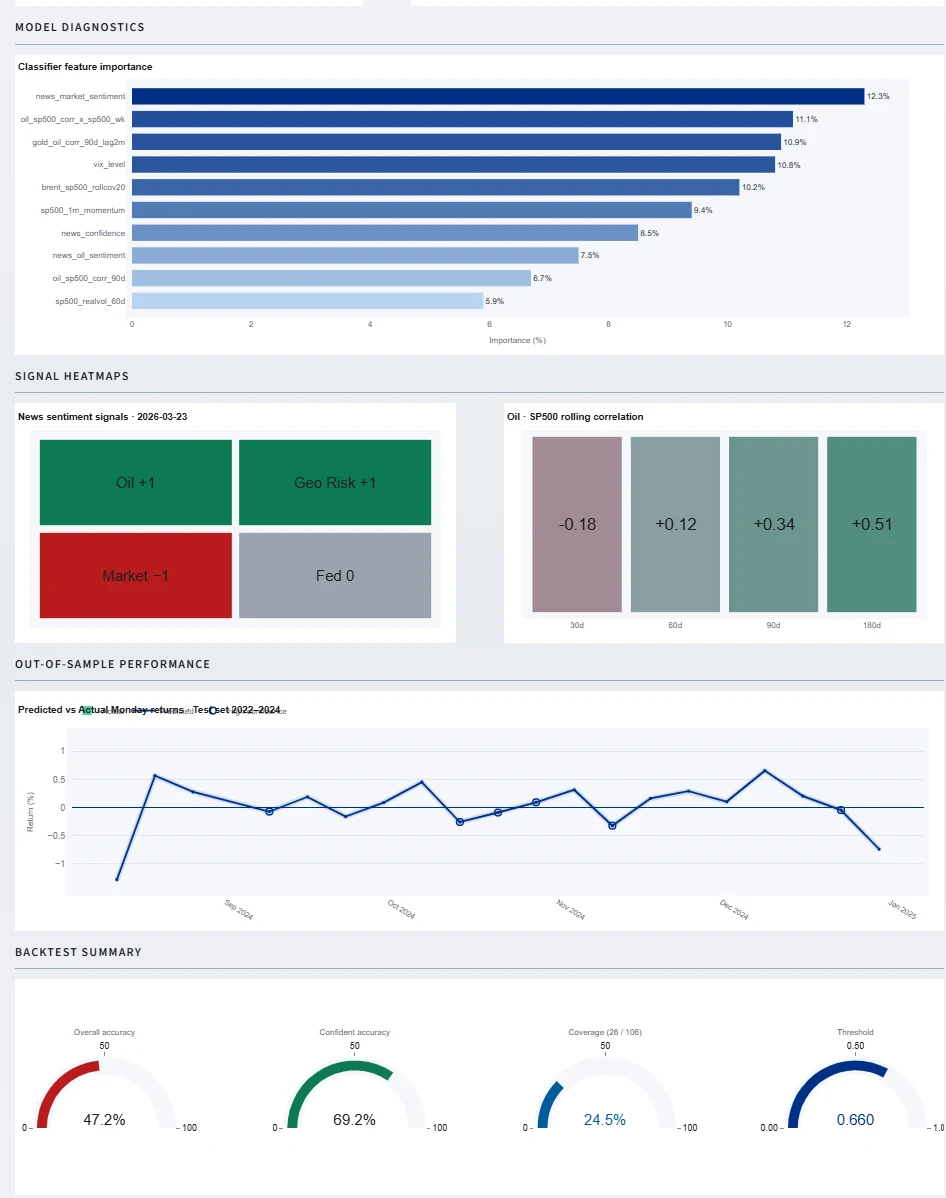 MODEL DIAGNOSTICS
Classifier feature importance
news_market_sentiment 12.3%
oil_sp500_corr_x_sp500_wk 11.1%
gold_oil_corr_90d_lag2m 10.9%
vix_level 10.8%
brent_sp500_rollcov20 10.2%
sp500_1m_momentum 9.4%
news_confidence 8.5%
news_oil_sentiment 7.5%
oil_sp500_corr_90d 6.7%
sp500_realvol_60d 5.9%
0 2 4 6 8 10 12
Importance (%)
SIGNAL HEATMAPS
News sentiment signals · 2026-03-23
Oil +1 Geo Risk +1
Market −1 Fed 0
Oil · SP500 rolling correlation
-0.18 +0.12 +0.34 +0.51
30d 60d 90d 180d
OUT-OF-SAMPLE PERFORMANCE
Predicted vs Actual Monday returns · Test set 2022–2024
Return (%)
1
0.5
0
−0.5
−1
Sep 2024 Oct 2024 Nov 2024 Dec 2024 Jan 2025
BACKTEST SUMMARY
Overall accuracy Confident accuracy Coverage (26 / 106) Threshold
50 50 50 0.50
47.2% 69.2% 24.5% 0.660
0 100 0 100 0 100 0.00 1.0